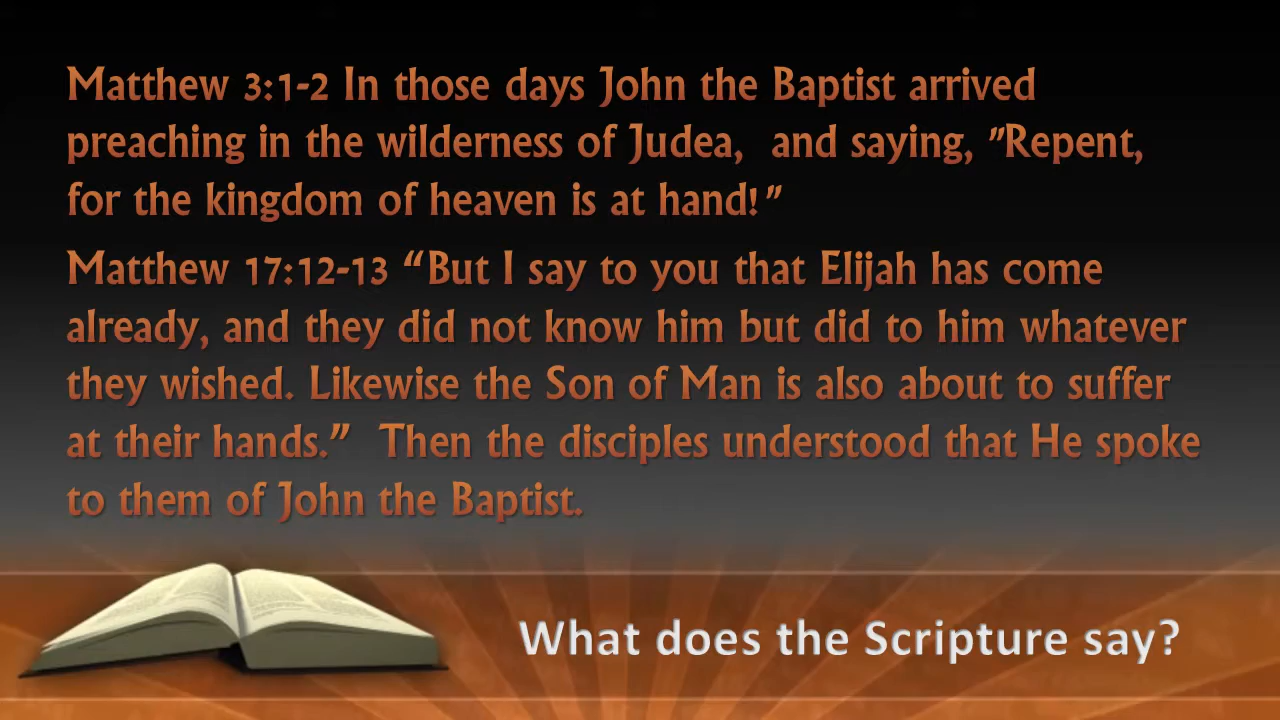 Matthew 3:1-2 In those days John the Baptist arrived
preaching in the wilderness of Judea,  and saying, "Repent,
for the kingdom of heaven is at hand!"
Matthew 17:12-13 “But I say to you that Elijah has come
already, and they did not know him but did to him whatever
they wished. Likewise the Son of Man is also about to suffer
at their hands.”  Then the disciples understood that He spoke
to them of John the Baptist.
What does the Scripture say?